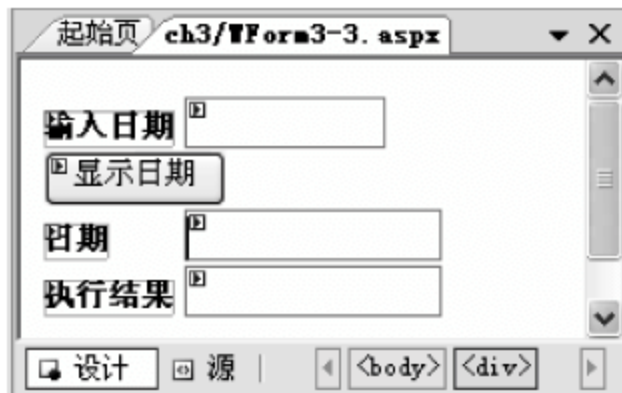 起始页 ch3/WForm3-3.aspx
输入日期
显示日期
日期
执行结果
设计 源 <body> <div>